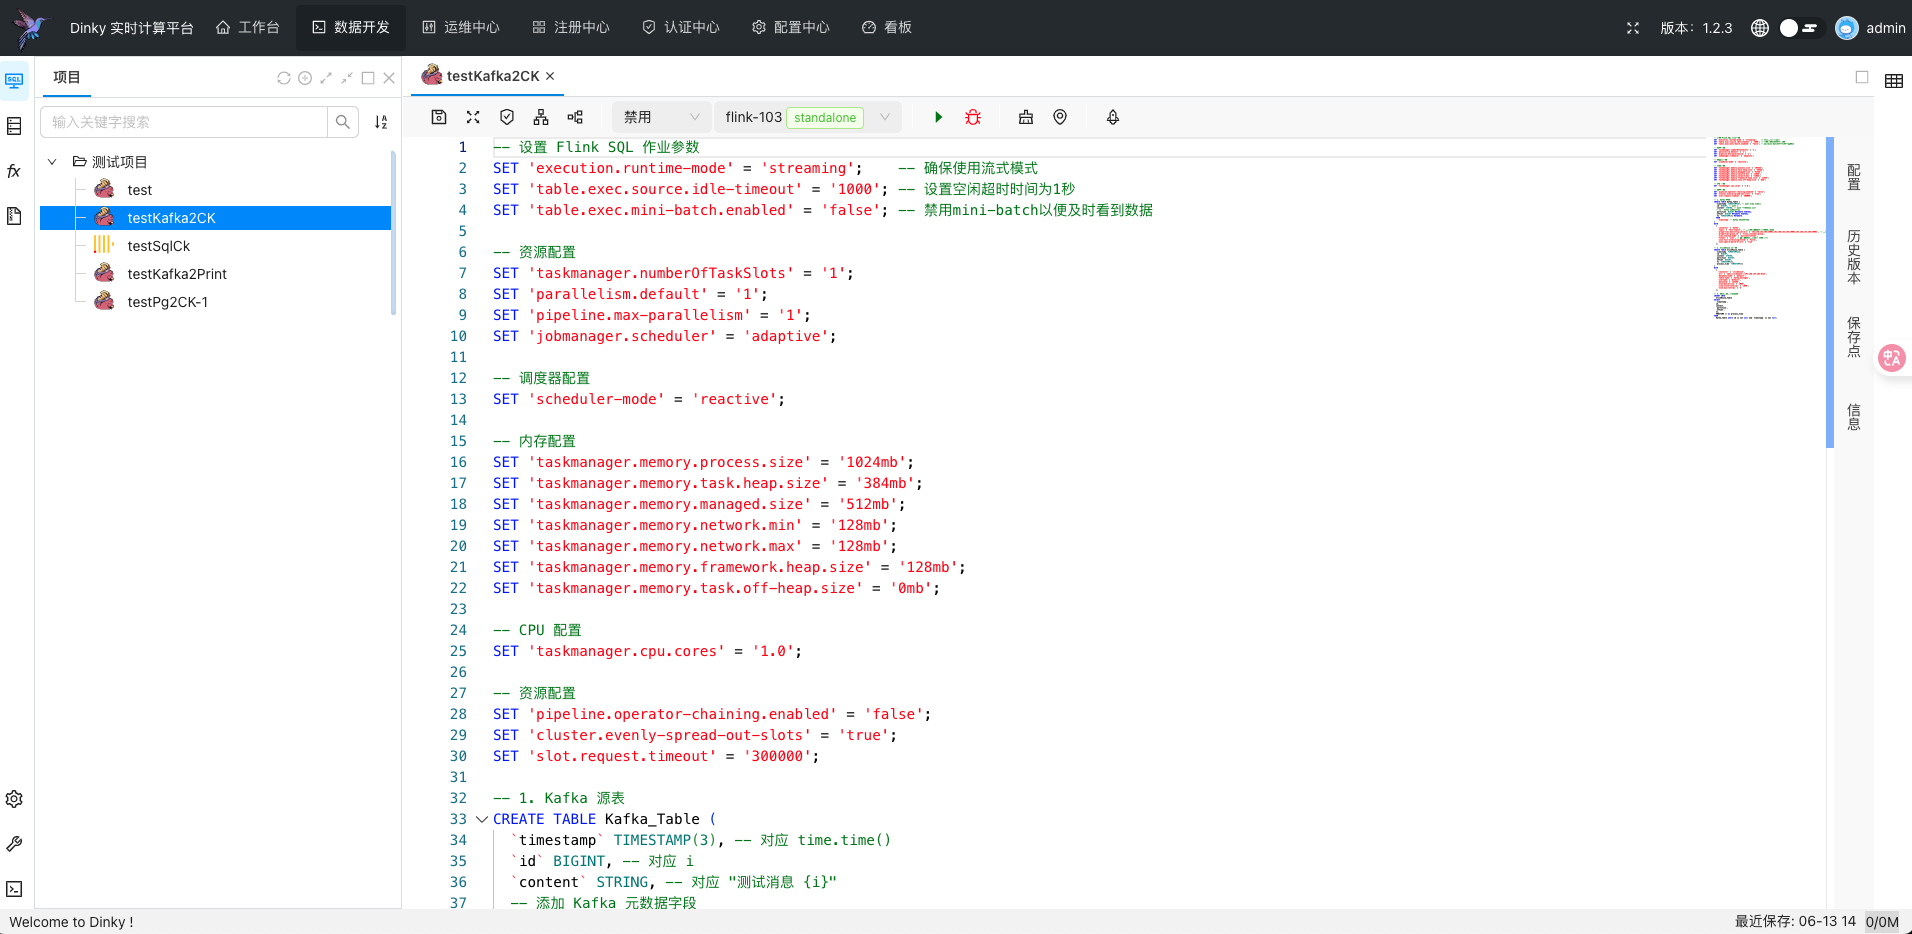 Dinky 实时计算平台 工作台 数据开发 运维中心 注册中心 认证中心 配置中心 看板 版本: 1.2.3 admin
项目
testKafka2CK
输入关键字搜索
禁用 flink-103 standalone
测试项目
test
testKafka2CK
testSqlCk
testKafka2Print
testPg2CK-1
1 -- 设置 Flink SQL 作业参数
2 SET 'execution.runtime-mode' = 'streaming'; -- 确保使用流式模式
3 SET 'table.exec.source.idle-timeout' = '1000'; -- 设置空闲超时时间为1秒
4 SET 'table.exec.mini-batch.enabled' = 'false'; -- 禁用mini-batch以便及时看到数据
5
6 -- 资源配置
7 SET 'taskmanager.numberOfTaskSlots' = '1';
8 SET 'parallelism.default' = '1';
9 SET 'pipeline.max-parallelism' = '1';
10 SET 'jobmanager.scheduler' = 'adaptive';
11
12 -- 调度器配置
13 SET 'scheduler-mode' = 'reactive';
14
15 -- 内存配置
16 SET 'taskmanager.memory.process.size' = '1024mb';
17 SET 'taskmanager.memory.task.heap.size' = '384mb';
18 SET 'taskmanager.memory.managed.size' = '512mb';
19 SET 'taskmanager.memory.network.min' = '128mb';
20 SET 'taskmanager.memory.network.max' = '128mb';
21 SET 'taskmanager.memory.framework.heap.size' = '128mb';
22 SET 'taskmanager.memory.task.off-heap.size' = '0mb';
23
24 -- CPU 配置
25 SET 'taskmanager.cpu.cores' = '1.0';
26
27 -- 资源配置
28 SET 'pipeline.operator-chaining.enabled' = 'false';
29 SET 'cluster.evenly-spread-out-slots' = 'true';
30 SET 'slot.request.timeout' = '300000';
31
32 -- 1. Kafka 源表
33 CREATE TABLE Kafka_Table (
34 `timestamp` TIMESTAMP(3), -- 对应 time.time()
35 `id` BIGINT, -- 对应 i
36 `content` STRING, -- 对应 "测试消息 {i}"
37 -- 添加 Kafka 元数据字段
配置
历史版本
保存点
信息
Welcome to Dinky !
最近保存: 06-13 14 0/0M